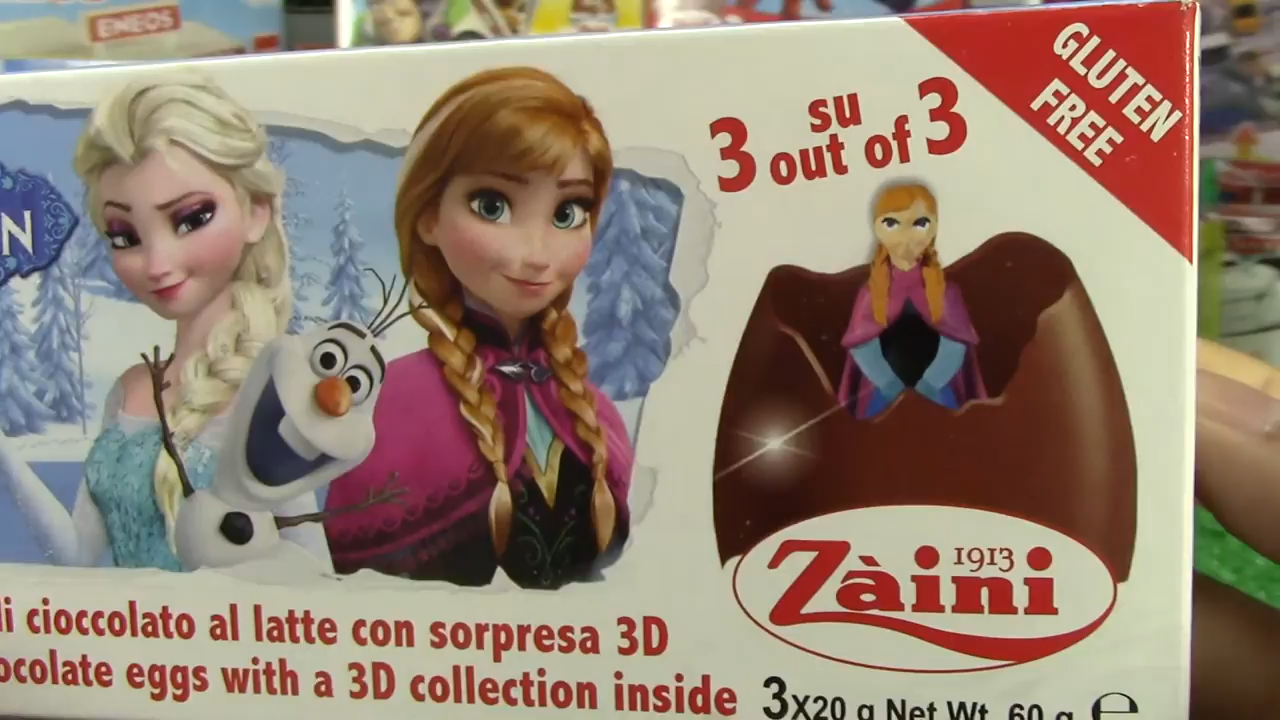 ENEOS
GLUTEN
FREE
su
3 out of 3
N
Zàini
1913
di cioccolato al latte con sorpresa 3D
ocolate eggs with a 3D collection inside
3x20 g Net Wt. 60 g e